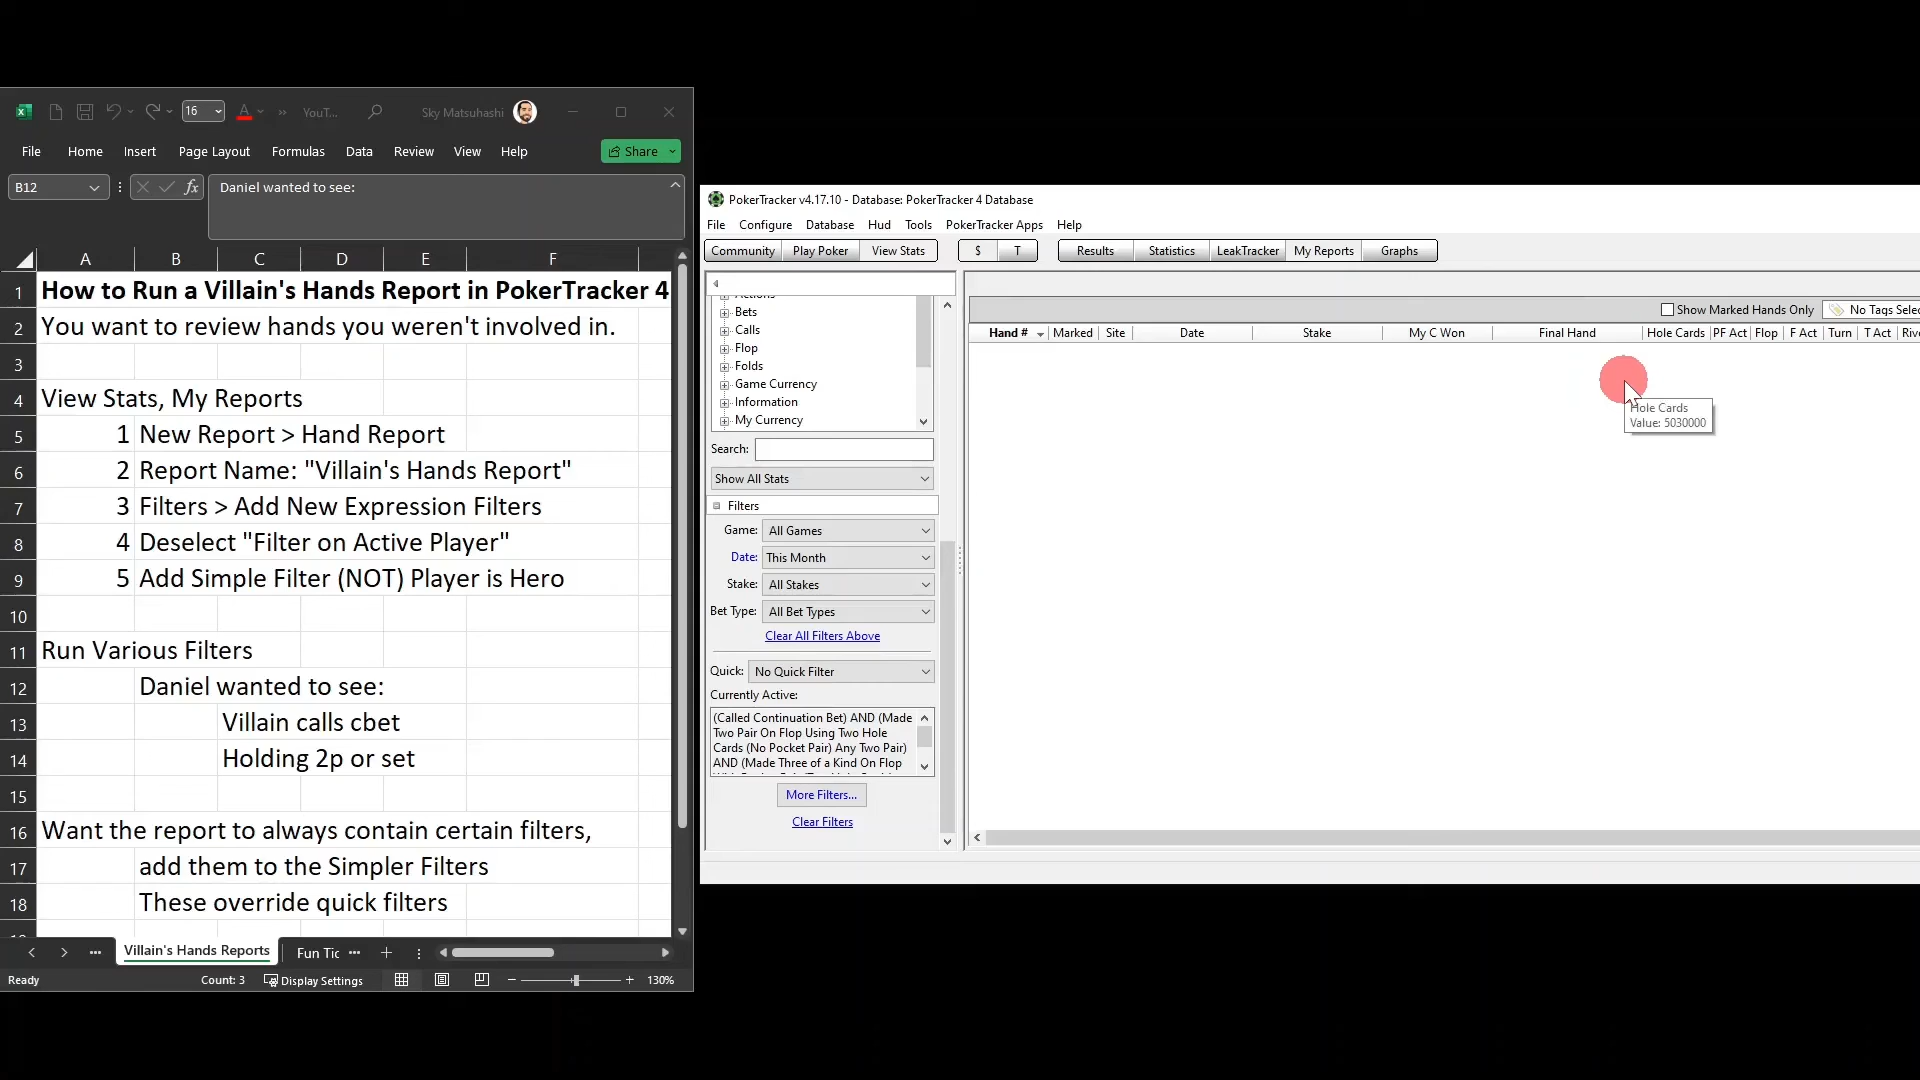 16
A
YouT...
Sky Matsuhashi
File Home Insert Page Layout Formulas Data Review View Help
Share
B12
fx
Daniel wanted to see:
A B C D E F
1 How to Run a Villain's Hands Report in PokerTracker 4
2 You want to review hands you weren't involved in.
3
4 View Stats, My Reports
5 1 New Report > Hand Report
6 2 Report Name: "Villain's Hands Report"
7 3 Filters > Add New Expression Filters
8 4 Deselect "Filter on Active Player"
9 5 Add Simple Filter (NOT) Player is Hero
10
11 Run Various Filters
12 Daniel wanted to see:
13 Villain calls cbet
14 Holding 2p or set
15
16 Want the report to always contain certain filters,
17 add them to the Simpler Filters
18 These override quick filters
Villain's Hands Reports
Fun Tic
Ready
Count: 3
Display Settings
130%
PokerTracker v4.17.10 - Database: PokerTracker 4 Database
File Configure Database Hud Tools PokerTracker Apps Help
Community Play Poker View Stats $ T Results Statistics LeakTracker My Reports Graphs
Bets
Calls
Flop
Folds
Game Currency
Information
My Currency
Search:
Show All Stats
Filters
Game: All Games
Date: This Month
Stake: All Stakes
Bet Type: All Bet Types
Clear All Filters Above
Quick: No Quick Filter
Currently Active:
(Called Continuation Bet) AND (Made
Two Pair On Flop Using Two Hole
Cards (No Pocket Pair) Any Two Pair)
AND (Made Three of a Kind On Flop
More Filters...
Clear Filters
Show Marked Hands Only
No Tags Selec
Hand # Marked Site Date Stake My C Won Final Hand Hole Cards PF Act Flop F Act Turn T Act Rive
Hole Cards
Value: 5030000